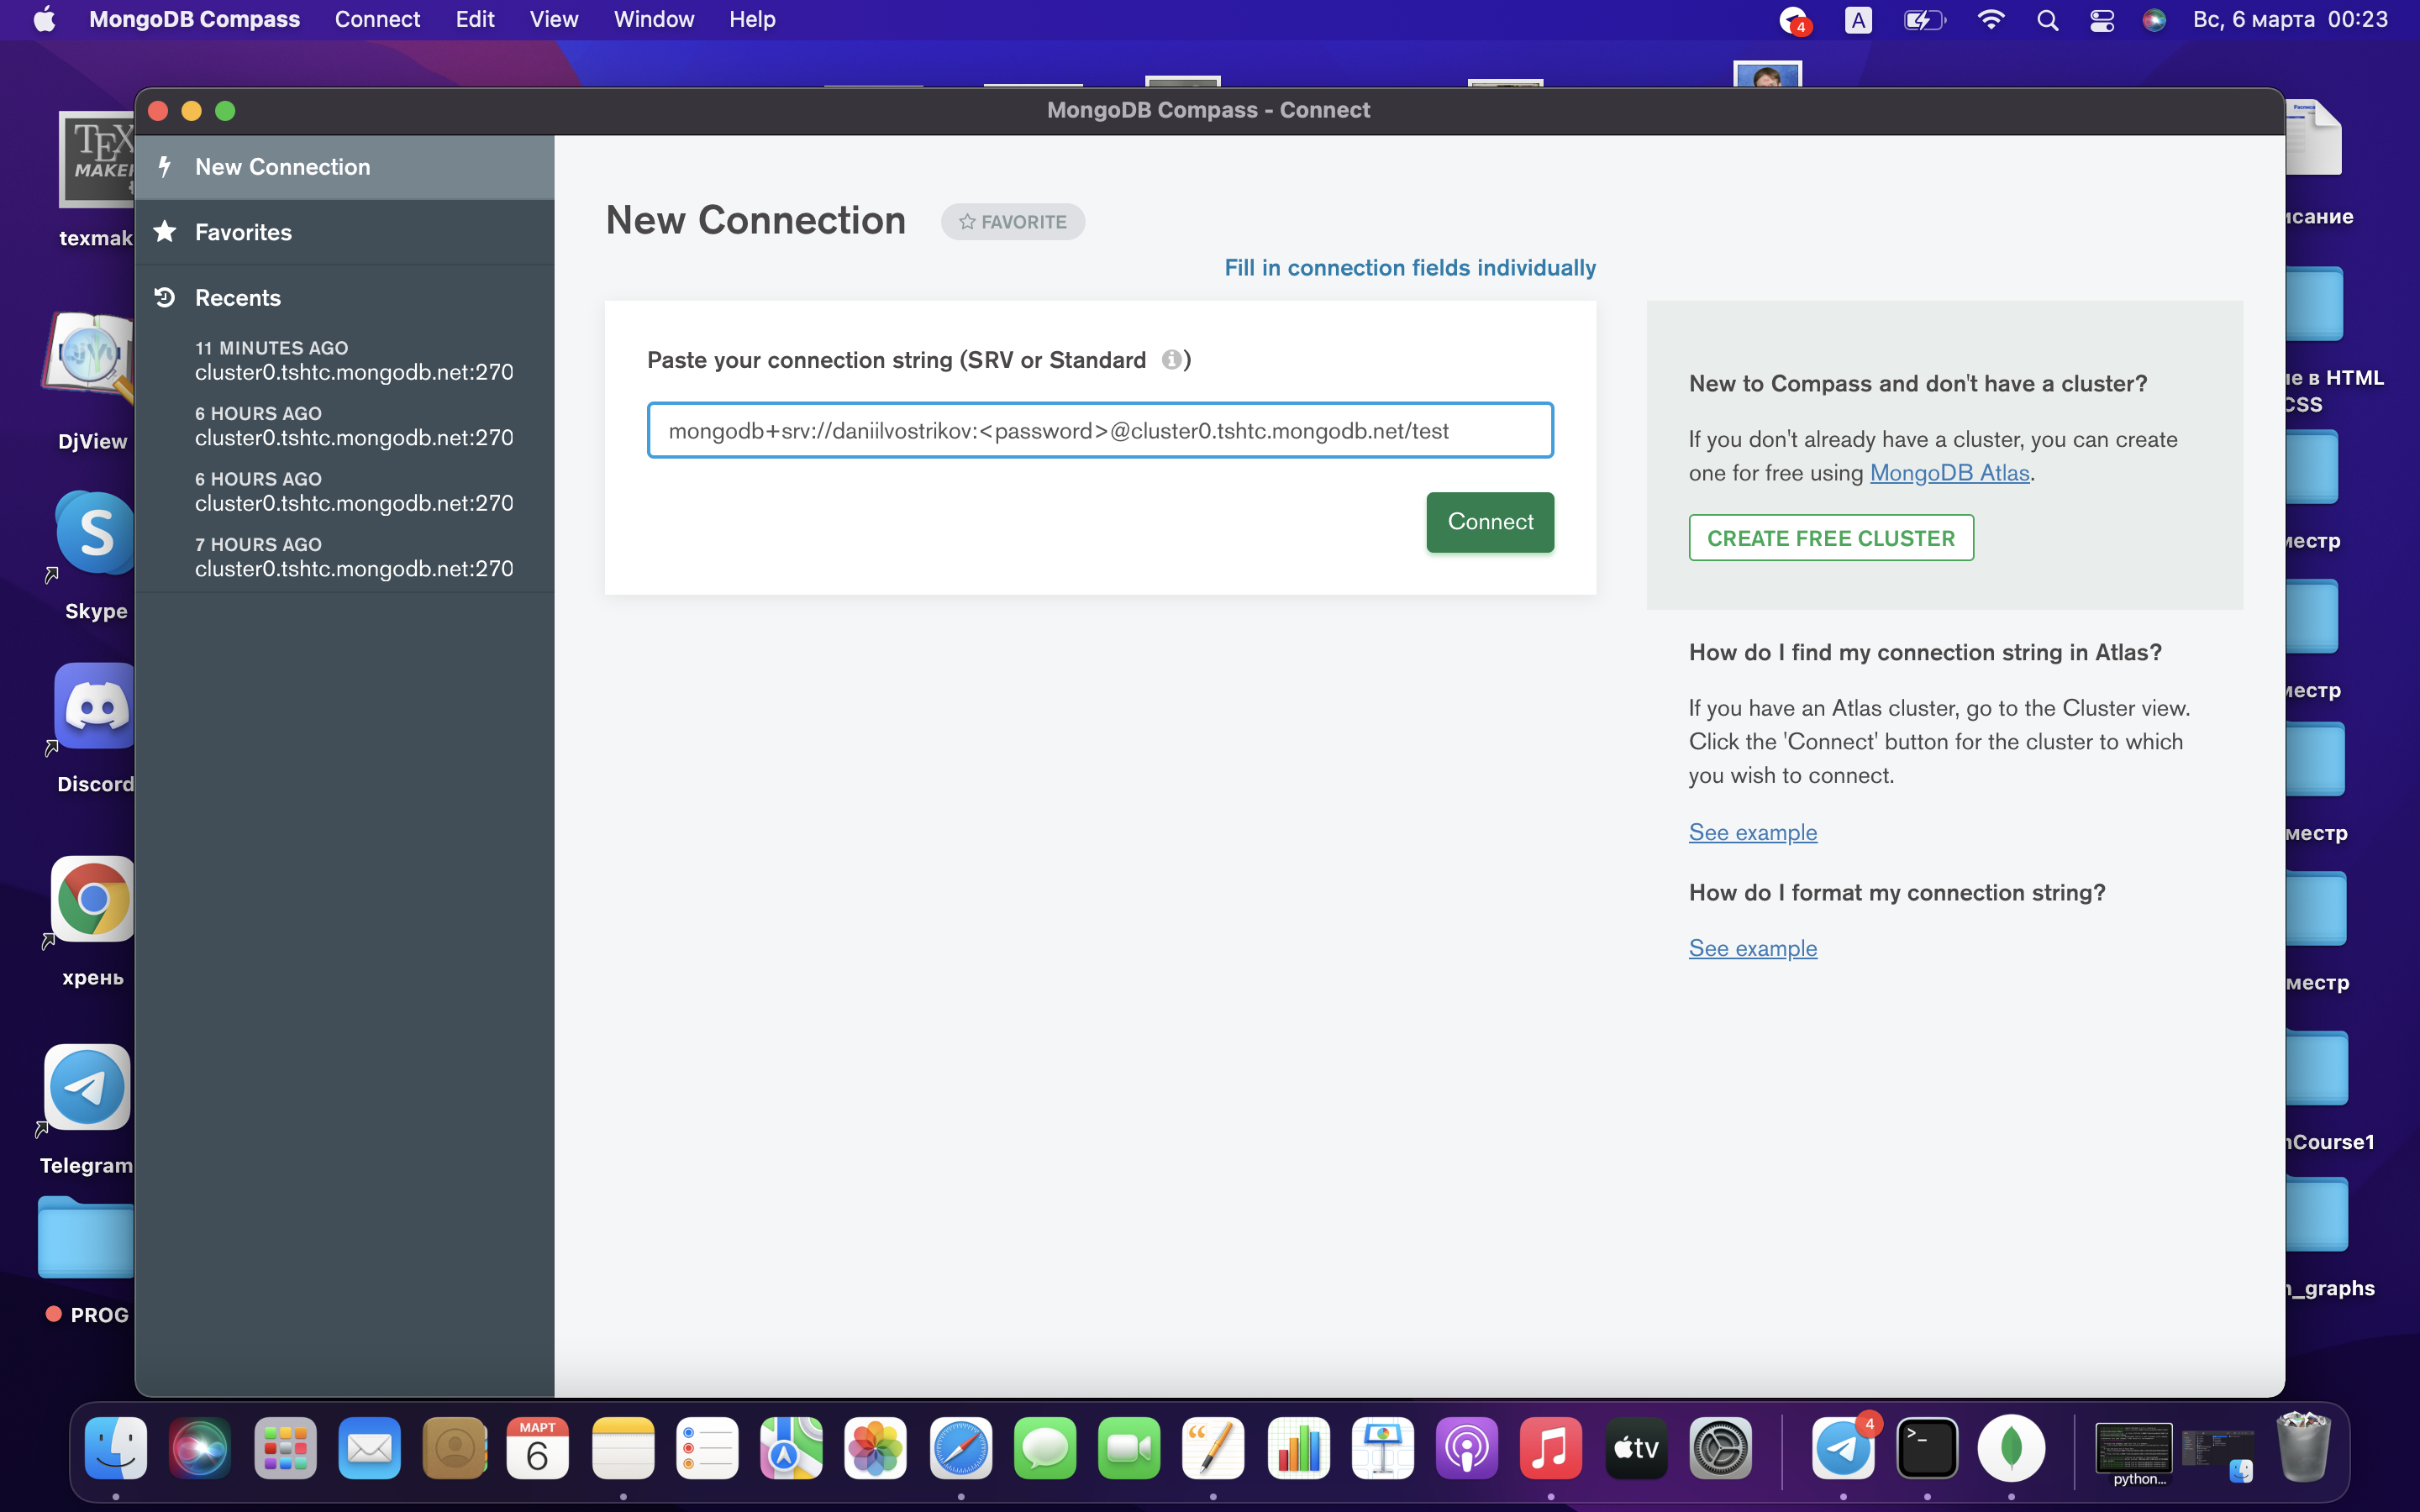 MongoDB Compass Connect Edit View Window Help
4 A Вс, 6 марта 00:23
MongoDB Compass - Connect
New Connection
Favorites
Recents
11 MINUTES AGO
cluster0.tshtc.mongodb.net:270
6 HOURS AGO
cluster0.tshtc.mongodb.net:270
6 HOURS AGO
cluster0.tshtc.mongodb.net:270
7 HOURS AGO
cluster0.tshtc.mongodb.net:270
New Connection FAVORITE
Fill in connection fields individually
Paste your connection string (SRV or Standard )
mongodb+srv://daniilvostrikov:<password>@cluster0.tshtc.mongodb.net/test
Connect
New to Compass and don't have a cluster?
If you don't already have a cluster, you can create
one for free using MongoDB Atlas.
CREATE FREE CLUSTER
How do I find my connection string in Atlas?
If you have an Atlas cluster, go to the Cluster view.
Click the 'Connect' button for the cluster to which
you wish to connect.
See example
How do I format my connection string?
See example
TEX
MAKE
texmak
DjView
S
Skype
Discord
хрень
Telegram
PROG
исание
ие в HTML
CSS
местр
местр
местр
местр
nCourse1
n_graphs
МАРТ
6
tv
4
>_
python...